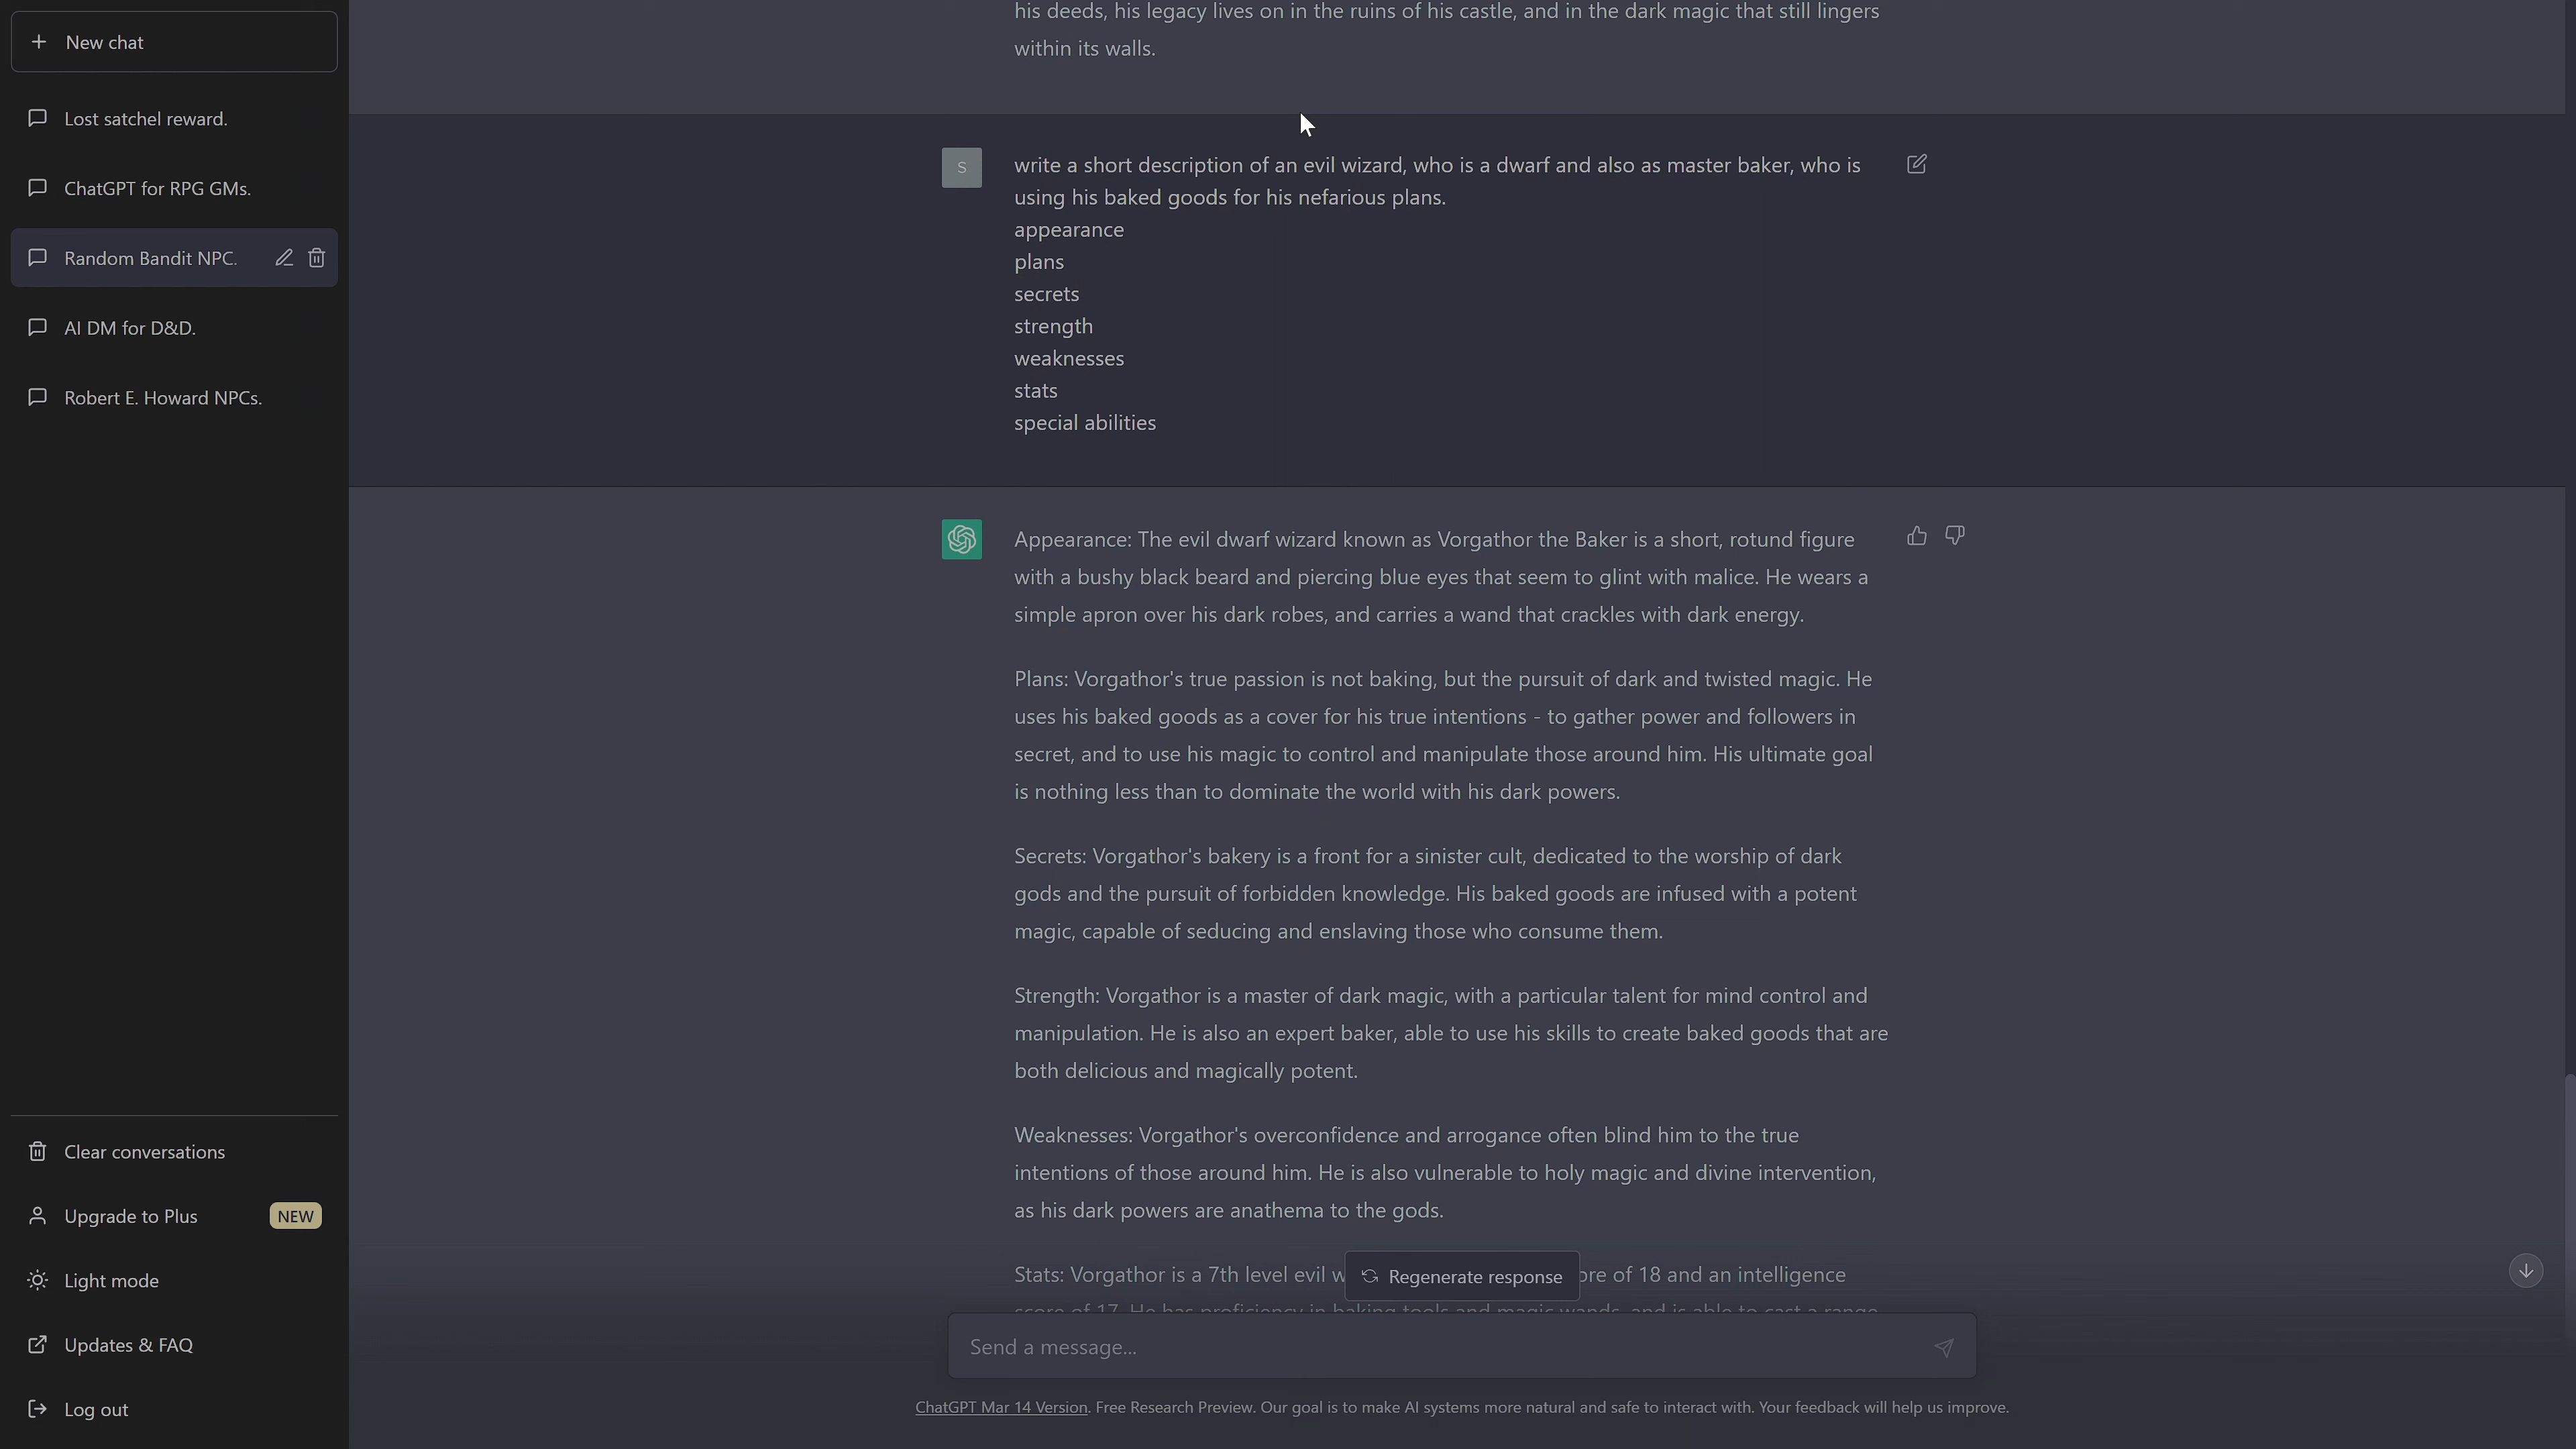 New chat
Lost satchel reward.
ChatGPT for RPG GMs.
Random Bandit NPC.
AI DM for D&D.
Robert E. Howard NPCs.
Clear conversations
Upgrade to Plus NEW
Light mode
Updates & FAQ
Log out
his deeds, his legacy lives on in the ruins of his castle, and in the dark magic that still lingers
within its walls.
S
write a short description of an evil wizard, who is a dwarf and also as master baker, who is
using his baked goods for his nefarious plans.
appearance
plans
secrets
strength
weaknesses
stats
special abilities
Appearance: The evil dwarf wizard known as Vorgathor the Baker is a short, rotund figure
with a bushy black beard and piercing blue eyes that seem to glint with malice. He wears a
simple apron over his dark robes, and carries a wand that crackles with dark energy.
Plans: Vorgathor's true passion is not baking, but the pursuit of dark and twisted magic. He
uses his baked goods as a cover for his true intentions - to gather power and followers in
secret, and to use his magic to control and manipulate those around him. His ultimate goal
is nothing less than to dominate the world with his dark powers.
Secrets: Vorgathor's bakery is a front for a sinister cult, dedicated to the worship of dark
gods and the pursuit of forbidden knowledge. His baked goods are infused with a potent
magic, capable of seducing and enslaving those who consume them.
Strength: Vorgathor is a master of dark magic, with a particular talent for mind control and
manipulation. He is also an expert baker, able to use his skills to create baked goods that are
both delicious and magically potent.
Weaknesses: Vorgathor's overconfidence and arrogance often blind him to the true
intentions of those around him. He is also vulnerable to holy magic and divine intervention,
as his dark powers are anathema to the gods.
Stats: Vorgathor is a 7th level evil of 18 and an intelligence
score of 17. He has proficiency in baking tools and magic wands, and is able to cast a range
Regenerate response
Send a message...
ChatGPT Mar 14 Version. Free Research Preview. Our goal is to make AI systems more natural and safe to interact with. Your feedback will help us improve.